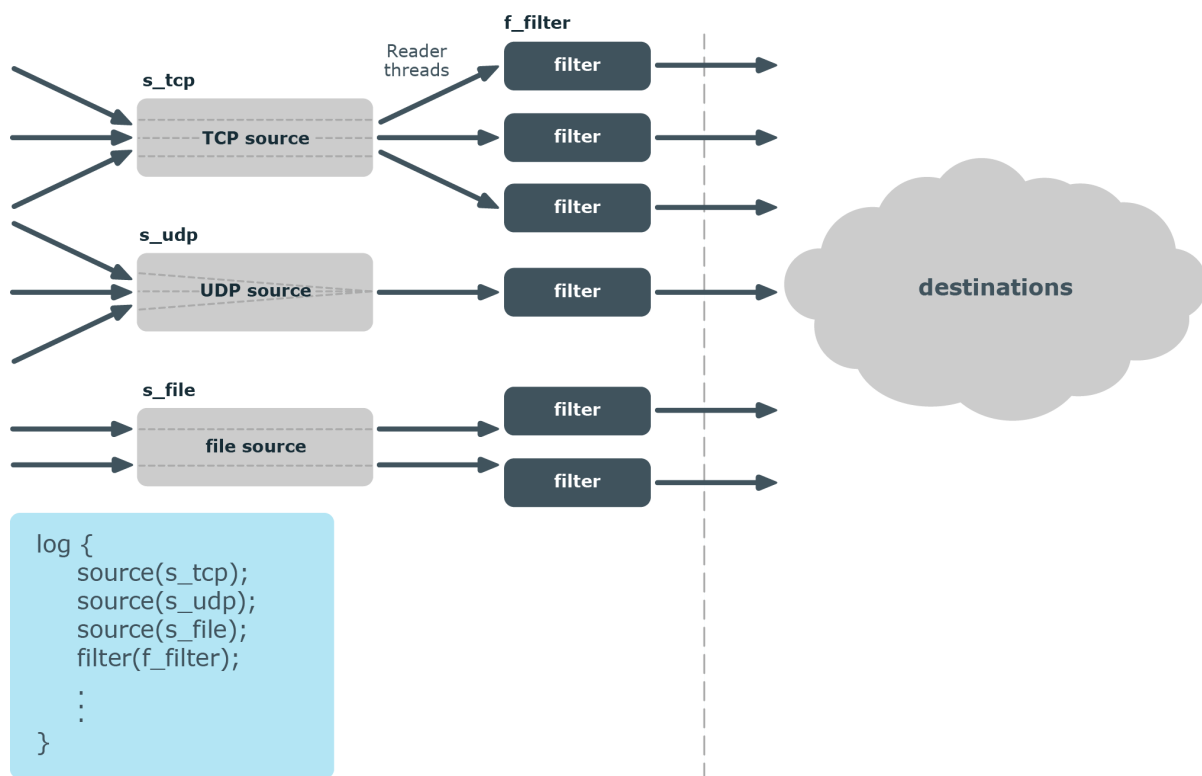 f_filter
Reader
threads
filter
s_tcp
TCP source
filter
filter
s_udp
UDP source
filter
destinations
s_file
filter
file source
filter
log {
source(s_tcp);
source(s_udp);
source(s_file);
filter(f_filter);
.
.
.
}